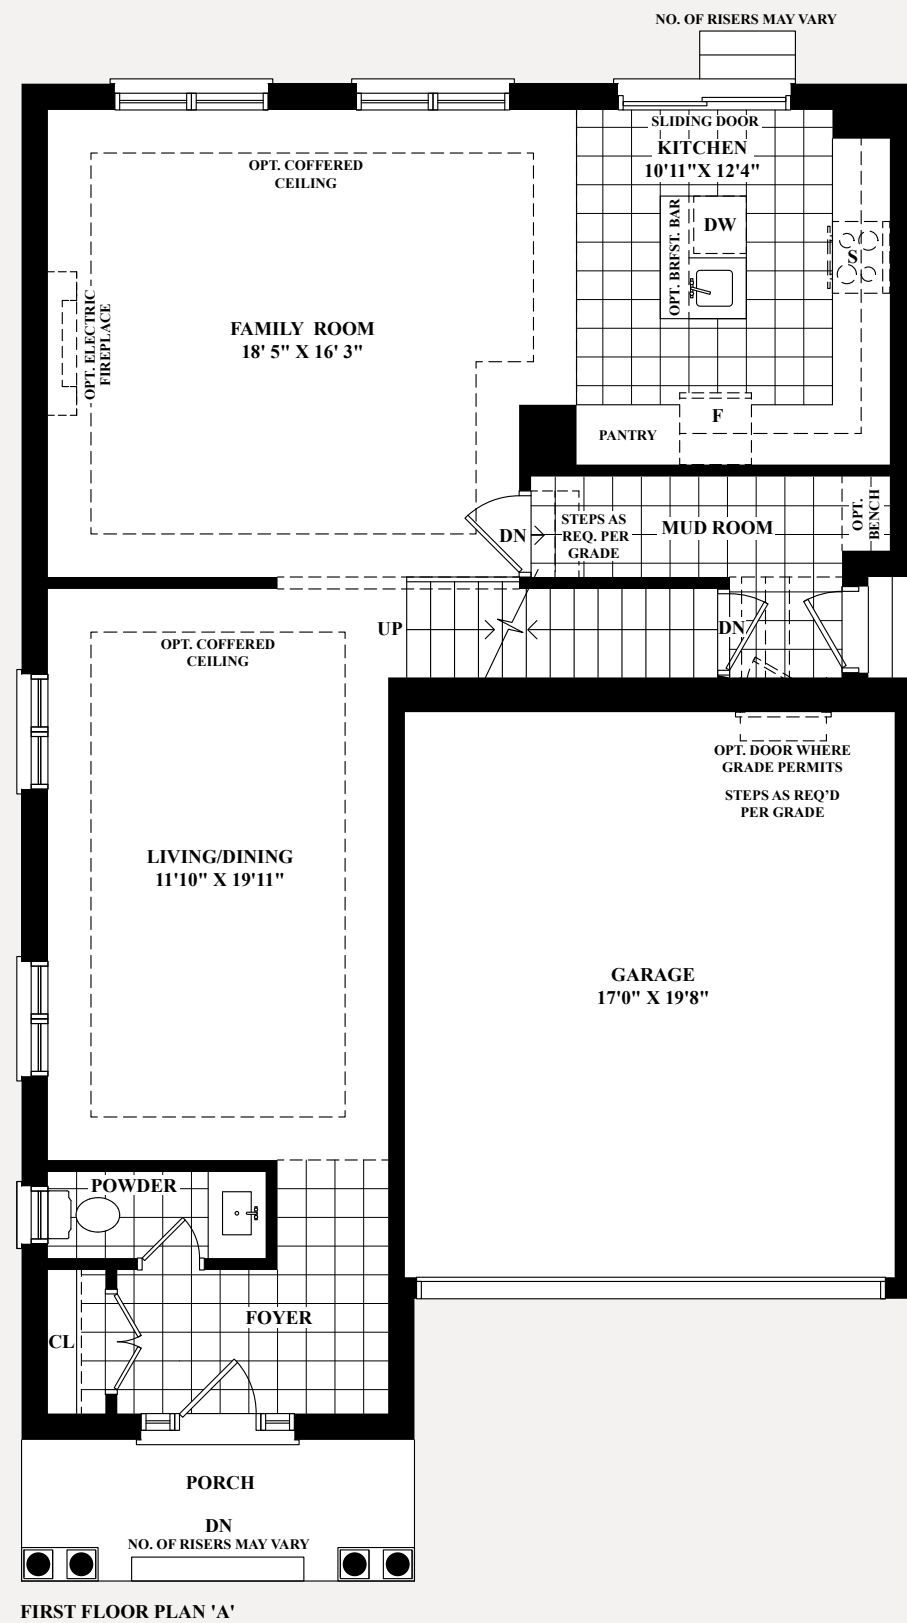 NO. OF RISERS MAY VARY
SLIDING DOOR
KITCHEN
10'11"X 12'4"
OPT. COFFERED
CEILING
DW
OPT. BRFST. BAR
S
FAMILY ROOM
18' 5" X 16' 3"
OPT. ELECTRIC
FIREPLACE
F
PANTRY
DN
STEPS AS
REQ. PER
GRADE
MUD ROOM
OPT.
BENCH
UP
DN
OPT. COFFERED
CEILING
F
OPT. DOOR WHERE
GRADE PERMITS
STEPS AS REQ’D
PER GRADE
LIVING/DINING
11'10" X 19'11"
GARAGE
17'0" X 19'8"
POWDER
FOYER
CL
PORCH
DN
NO. OF RISERS MAY VARY
FIRST FLOOR PLAN 'A'